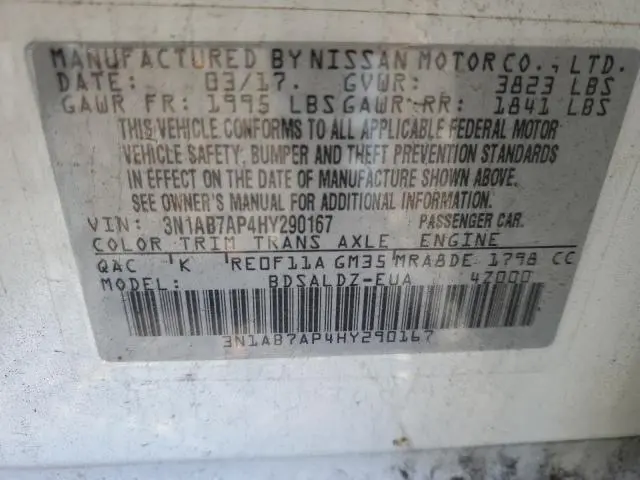 MANUFACTURED BY NISSAN MOTOR CO., LTD.
DATE: 03/17. GVWR: 3823 LBS
GAWR FR: 1995 LBS GAWR RR: 1841 LBS
THIS VEHICLE CONFORMS TO ALL APPLICABLE FEDERAL MOTOR
VEHICLE SAFETY, BUMPER AND THEFT PREVENTION STANDARDS
IN EFFECT ON THE DATE OF MANUFACTURE SHOWN ABOVE.
SEE OWNER'S MANUAL FOR ADDITIONAL INFORMATION.
VIN: 3N1AB7AP4HY290167 PASSENGER CAR.
COLOR TRIM TRANS AXLE ENGINE
QAC K RE0F11A GM35 MRA8DE 1798 CC
MODEL: BDSALDZ-EUA 4Z000
3N1AB7AP4HY290167